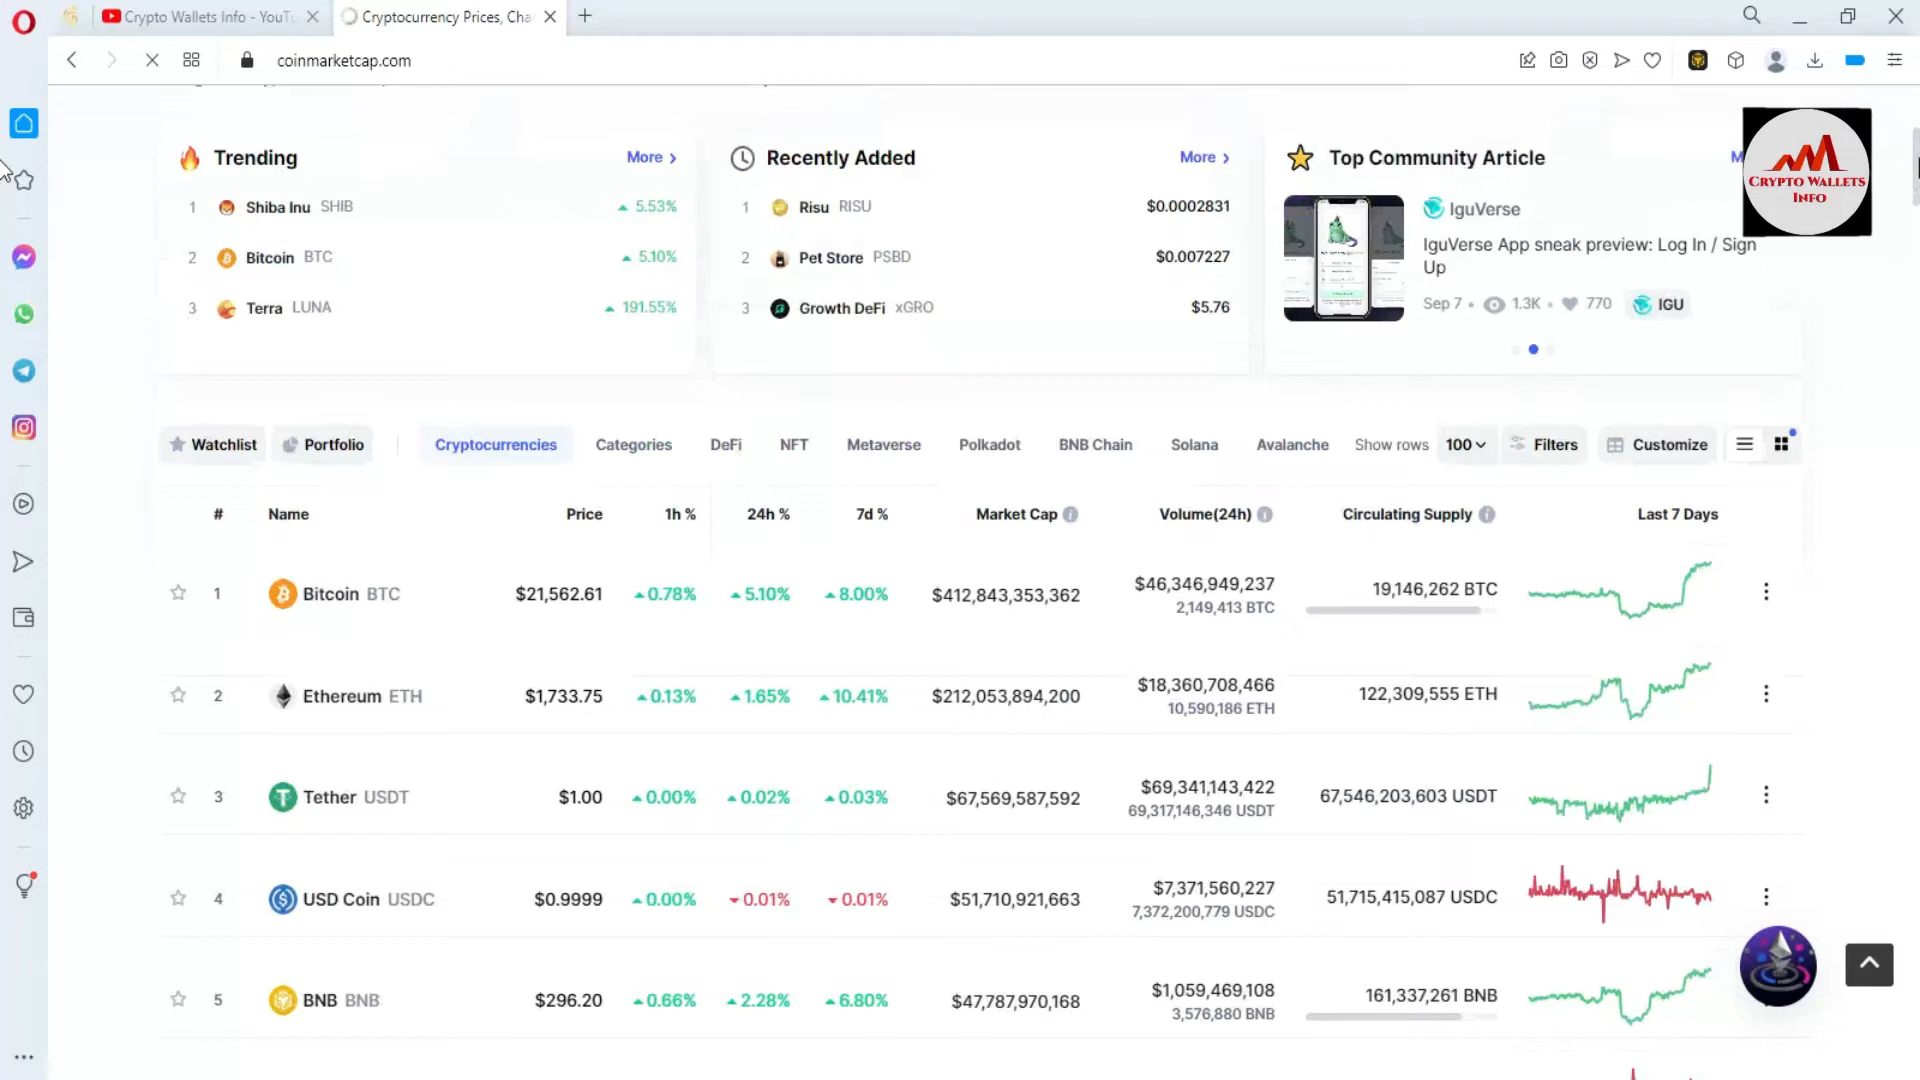 Crypto Wallets Info - YouTu
Cryptocurrency Prices, Cha
coinmarketcap.com
Trending
More
1 Shiba Inu SHIB 5.53%
2 Bitcoin BTC 5.10%
3 Terra LUNA 191.55%
Recently Added
More
1 Risu RISU $0.0002831
2 Pet Store PSBD $0.007227
3 Growth DeFi xGRO $5.76
Top Community Article
M
IguVerse
IguVerse App sneak preview: Log In / Sign
Up
Sep 7 • 1.3K • 770 IGU
CRYPTO WALLETS
INFO
Watchlist Portfolio Cryptocurrencies Categories DeFi NFT Metaverse Polkadot BNB Chain Solana Avalanche Show rows 100 Filters Customize
# Name Price 1h % 24h % 7d % Market Cap Volume(24h) Circulating Supply Last 7 Days
1 Bitcoin BTC $21,562.61 0.78% 5.10% 8.00% $412,843,353,362 $46,346,949,237 19,146,262 BTC
2,149,413 BTC
2 Ethereum ETH $1,733.75 0.13% 1.65% 10.41% $212,053,894,200 $18,360,708,466 122,309,555 ETH
10,590,186 ETH
3 Tether USDT $1.00 0.00% 0.02% 0.03% $67,569,587,592 $69,341,143,422 67,546,203,603 USDT
69,317,146,346 USDT
4 USD Coin USDC $0.9999 0.00% 0.01% 0.01% $51,710,921,663 $7,371,560,227 51,715,415,087 USDC
7,372,200,779 USDC
5 BNB BNB $296.20 0.66% 2.28% 6.80% $47,787,970,168 $1,059,469,108 161,337,261 BNB
3,576,880 BNB